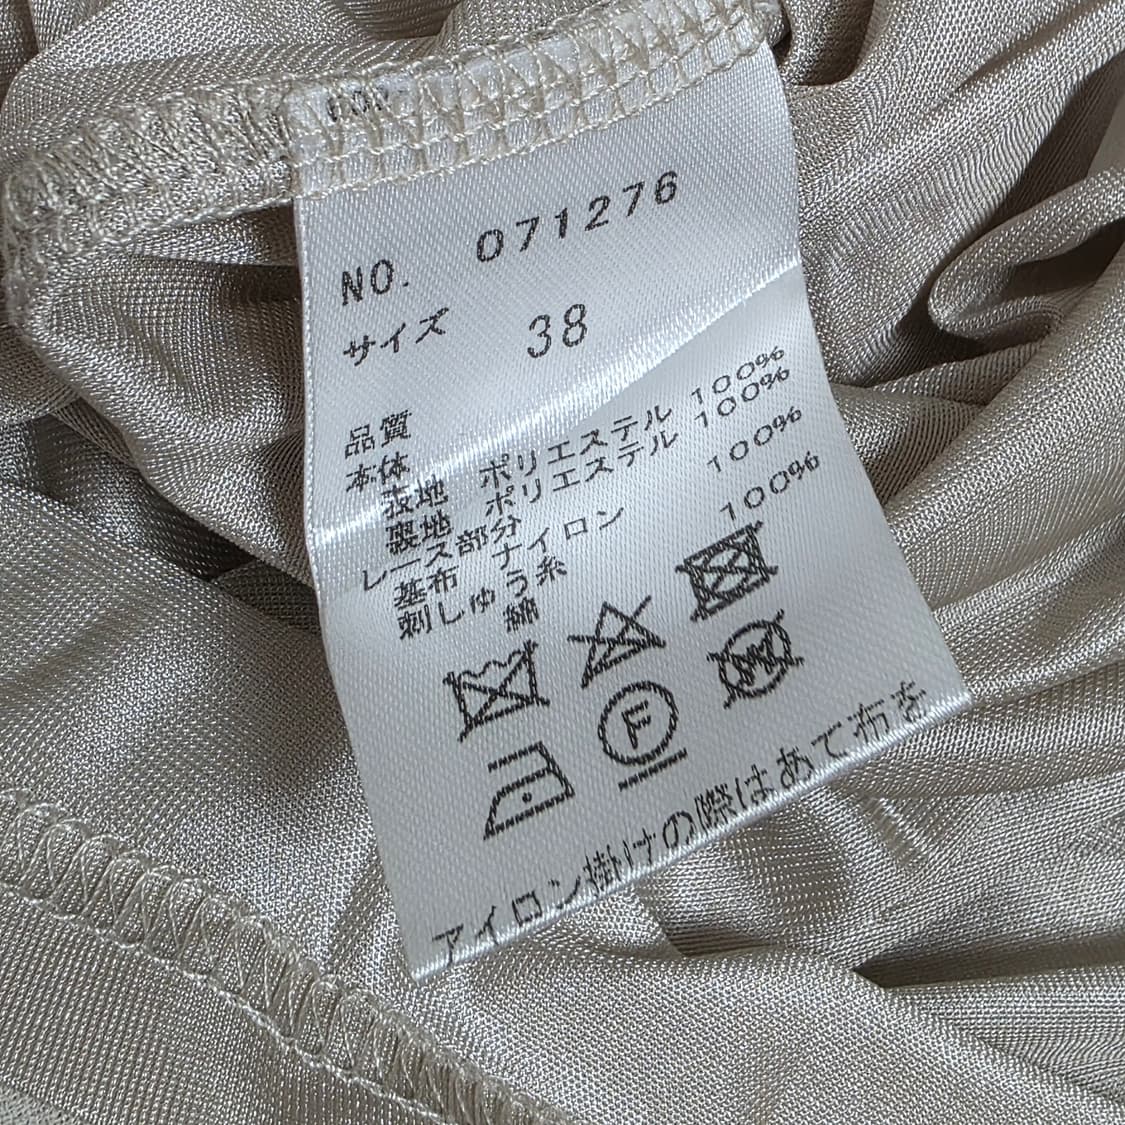 NO. 071276
サイズ 38
品質
本体
表地 ポリエステル 100%
裏地 ポリエステル 100%
レース部分
基布 ナイロン 100%
刺しゅう糸
綿 100%
F
W
アイロン掛けの際はあて布を